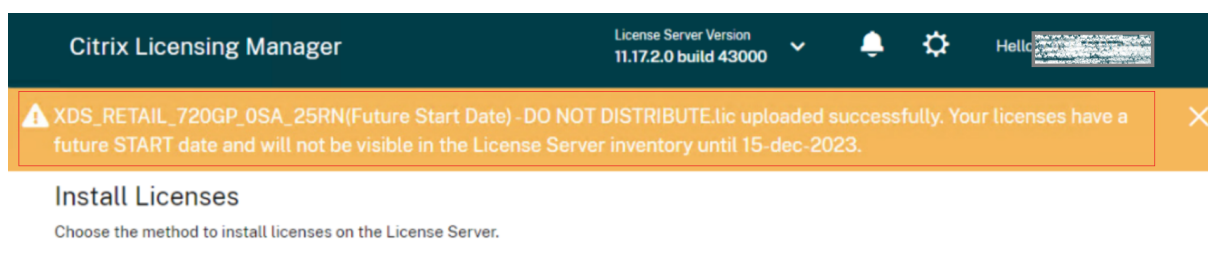 Citrix Licensing Manager
License Server Version
11.17.2.0 build 43000
Hello
XDS_RETAIL_720GP_0SA_25RN(Future Start Date) - DO NOT DISTRIBUTE.lic uploaded successfully. Your licenses have a
future START date and will not be visible in the License Server inventory until 15-dec-2023.
Install Licenses
Choose the method to install licenses on the License Server.